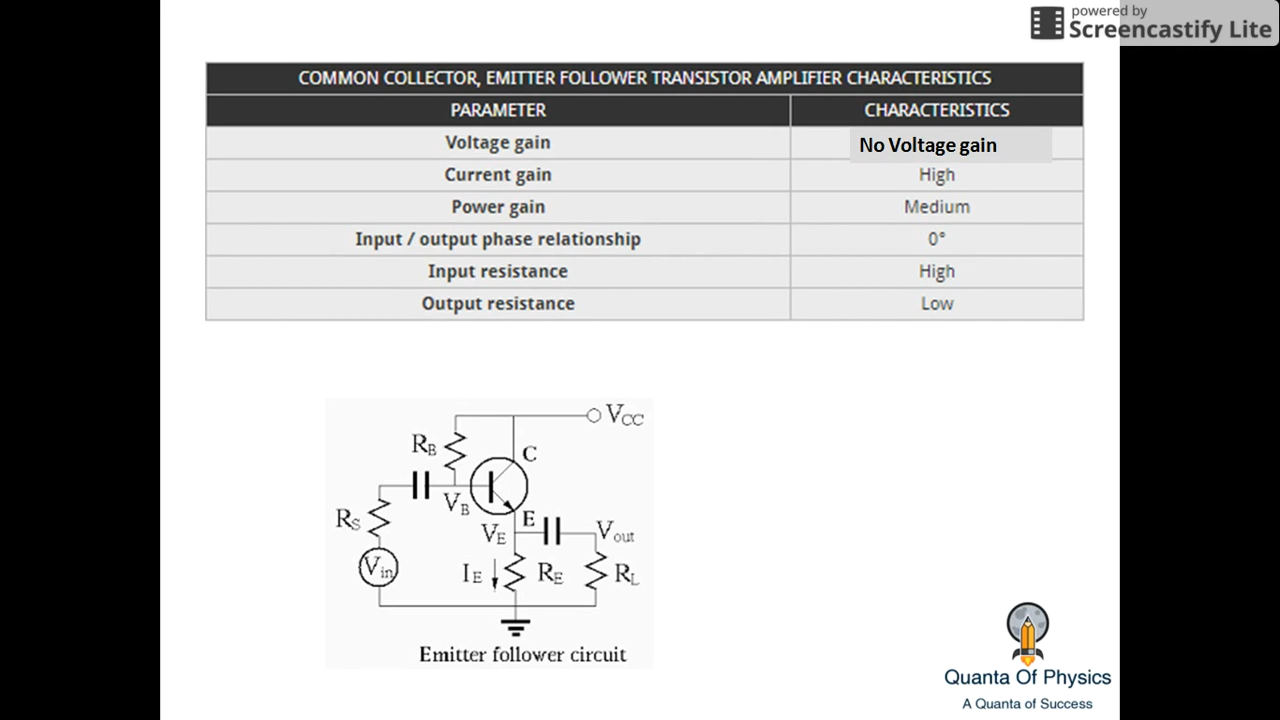 powered by
Screencastify Lite
COMMON COLLECTOR, EMITTER FOLLOWER TRANSISTOR AMPLIFIER CHARACTERISTICS
PARAMETER CHARACTERISTICS
Voltage gain No Voltage gain
Current gain High
Power gain Medium
Input / output phase relationship 0°
Input resistance High
Output resistance Low
VCC
RB
C
VB
RS
E
VE
Vout
Vin
IE
RE
RL
Emitter follower circuit
Quanta Of Physics
A Quanta of Success